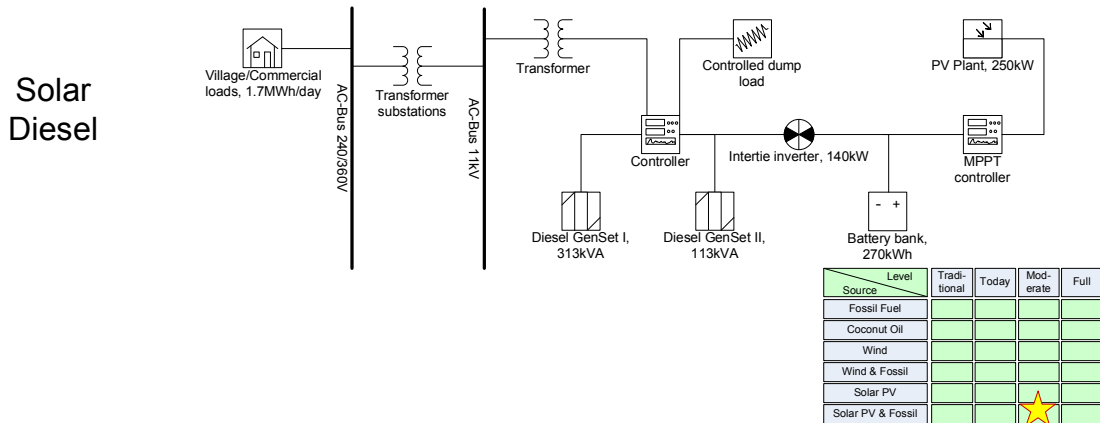 Solar
Diesel
Village/Commercial
loads, 1.7MWh/day
AC-Bus 240/360V
Transformer
substations
AC-Bus 11kV
Transformer
Controlled dump
load
PV Plant, 250kW
Controller
Intertie inverter, 140kW
MPPT
controller
Diesel GenSet I,
313kVA
Diesel GenSet II,
113kVA
- +
Battery bank,
270kWh
Level
Source
Tradi-
tional
Today
Mod-
erate
Full
Fossil Fuel
Coconut Oil
Wind
Wind & Fossil
Solar PV
Solar PV & Fossil